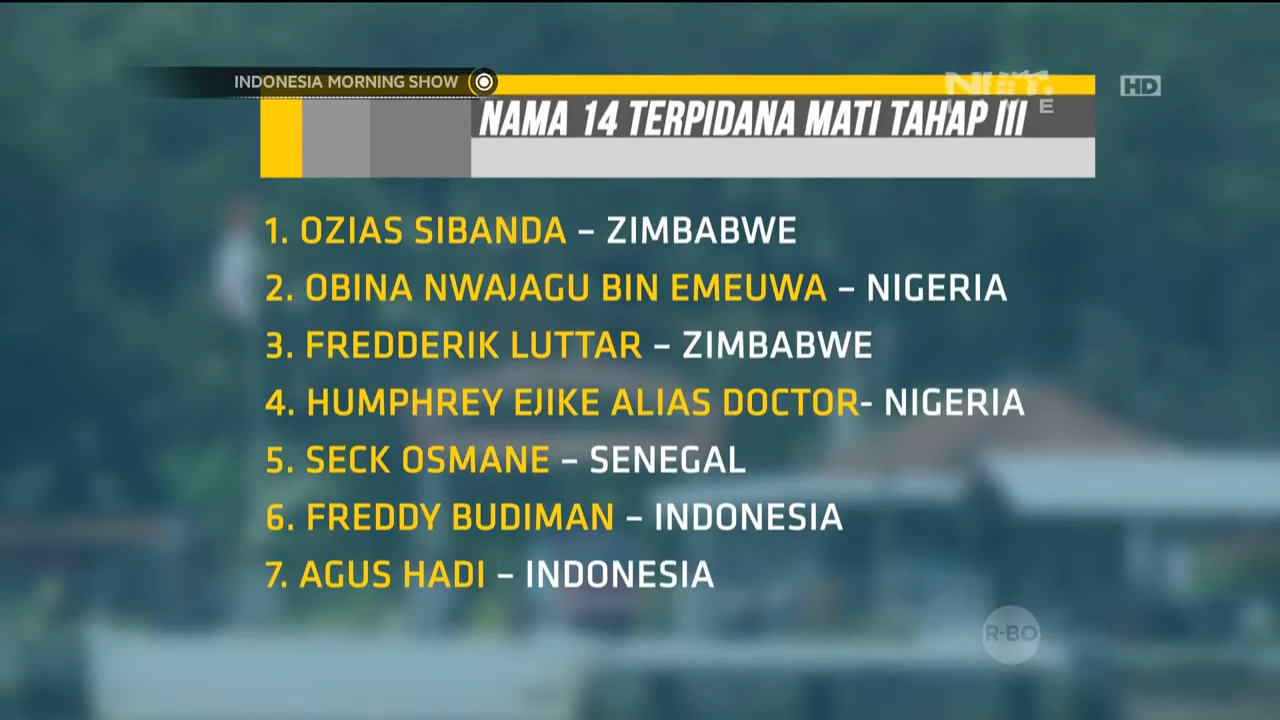 INDONESIA MORNING SHOW
NET.
LIVE
HD
NAMA 14 TERPIDANA MATI TAHAP III
1. OZIAS SIBANDA – ZIMBABWE
2. OBINA NWAJAGU BIN EMEUWA – NIGERIA
3. FREDDERIK LUTTAR – ZIMBABWE
4. HUMPHREY EJIKE ALIAS DOCTOR- NIGERIA
5. SECK OSMANE – SENEGAL
6. FREDDY BUDIMAN – INDONESIA
7. AGUS HADI – INDONESIA
R-BO